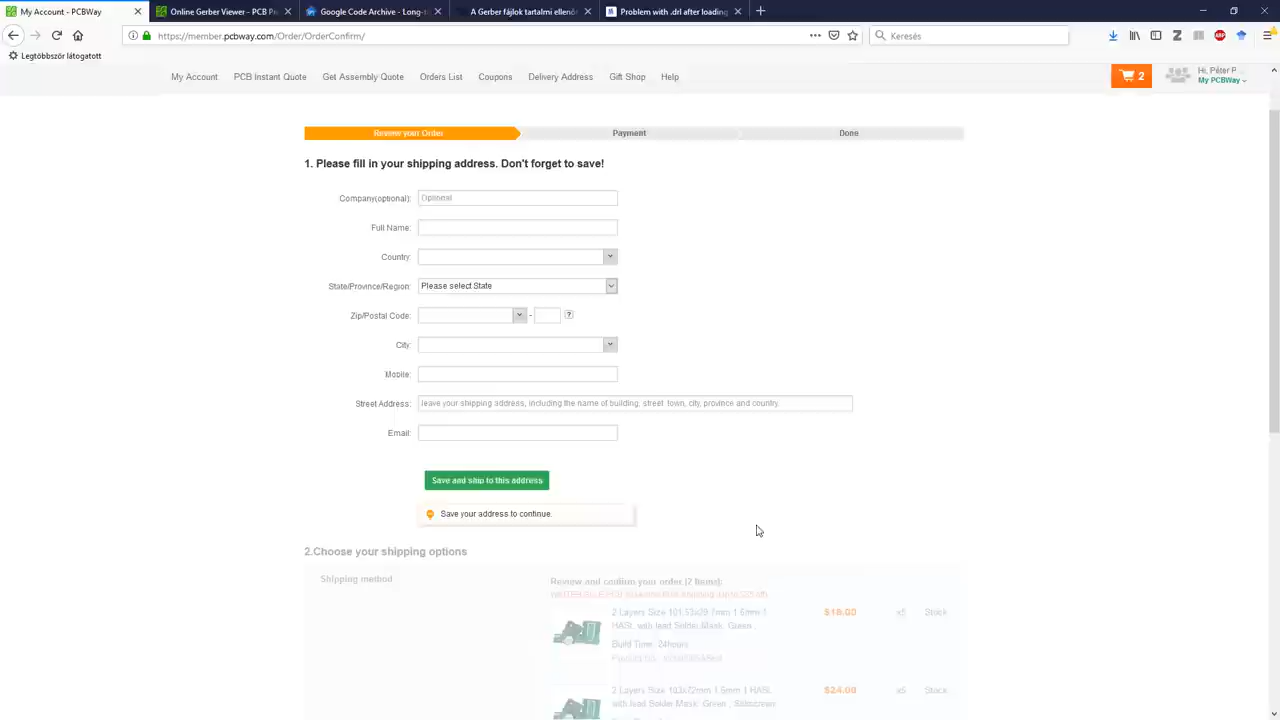 My Account - PCBWay
Online Gerber Viewer - PCB Pro
Google Code Archive - Long-te
A Gerber fájlok tartalmi ellenőr
Problem with .drl after loading
https://member.pcbway.com/Order/OrderConfirm/
Keresés
Legtöbbször látogatott
My Account
PCB Instant Quote
Get Assembly Quote
Orders List
Coupons
Delivery Address
Gift Shop
Help
2
Hi, Péter P
My PCBWay
Review your Order
Payment
Done
1. Please fill in your shipping address. Don't forget to save!
Company(optional): Optional
Full Name:
Country:
State/Province/Region: Please select State
Zip/Postal Code: - ?
City:
Mobile:
Street Address: leave your shipping address, including the name of building, street, town, city, province and country.
Email:
Save and ship to this address
Save your address to continue.
2.Choose your shipping options
Shipping method
Review and confirm your order (2 Items):
2 Layers Size 1mm 1.6mm 1 $18.00 x5 Stock
HASL with lead Solder Mask: Green ,
Build Time: 24hours
2 Layers Size 103x72mm 1.6mm 1 HASL $24.00 x5 Stock
with lead Solder Mask: Green , Silkscreen